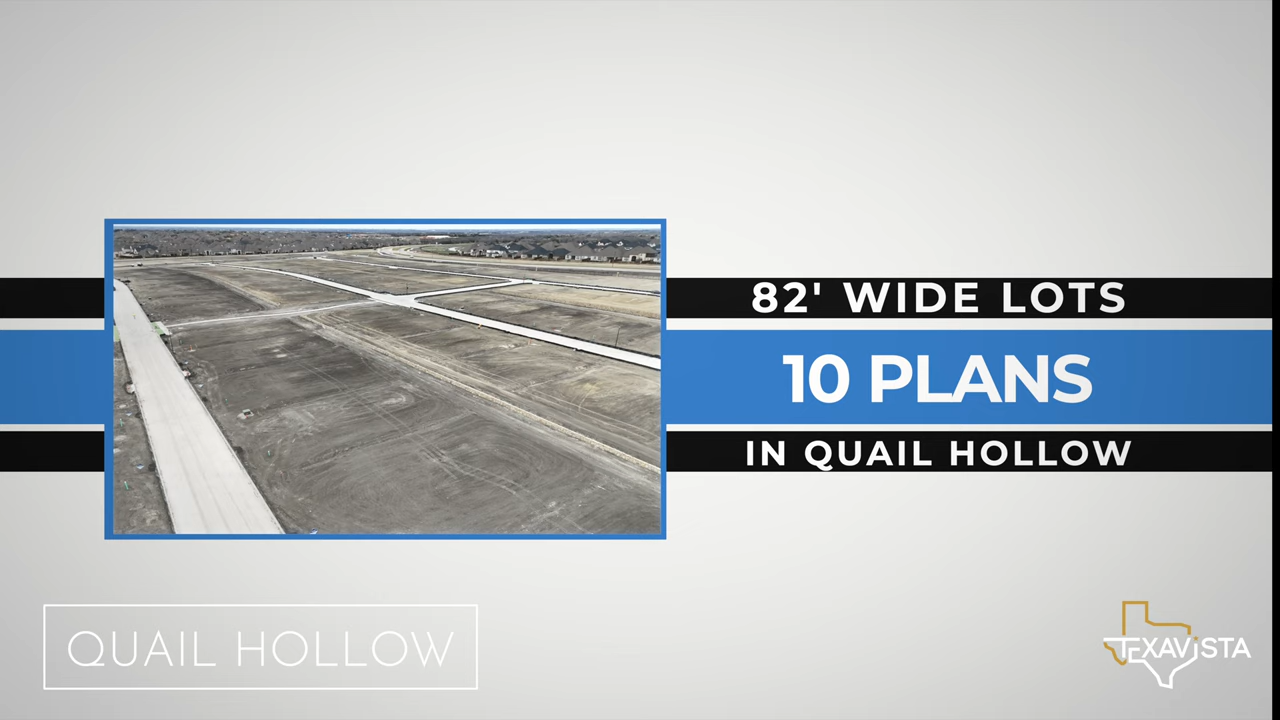 82' WIDE LOTS
10 PLANS
IN QUAIL HOLLOW
QUAIL HOLLOW
TEXAVISTA